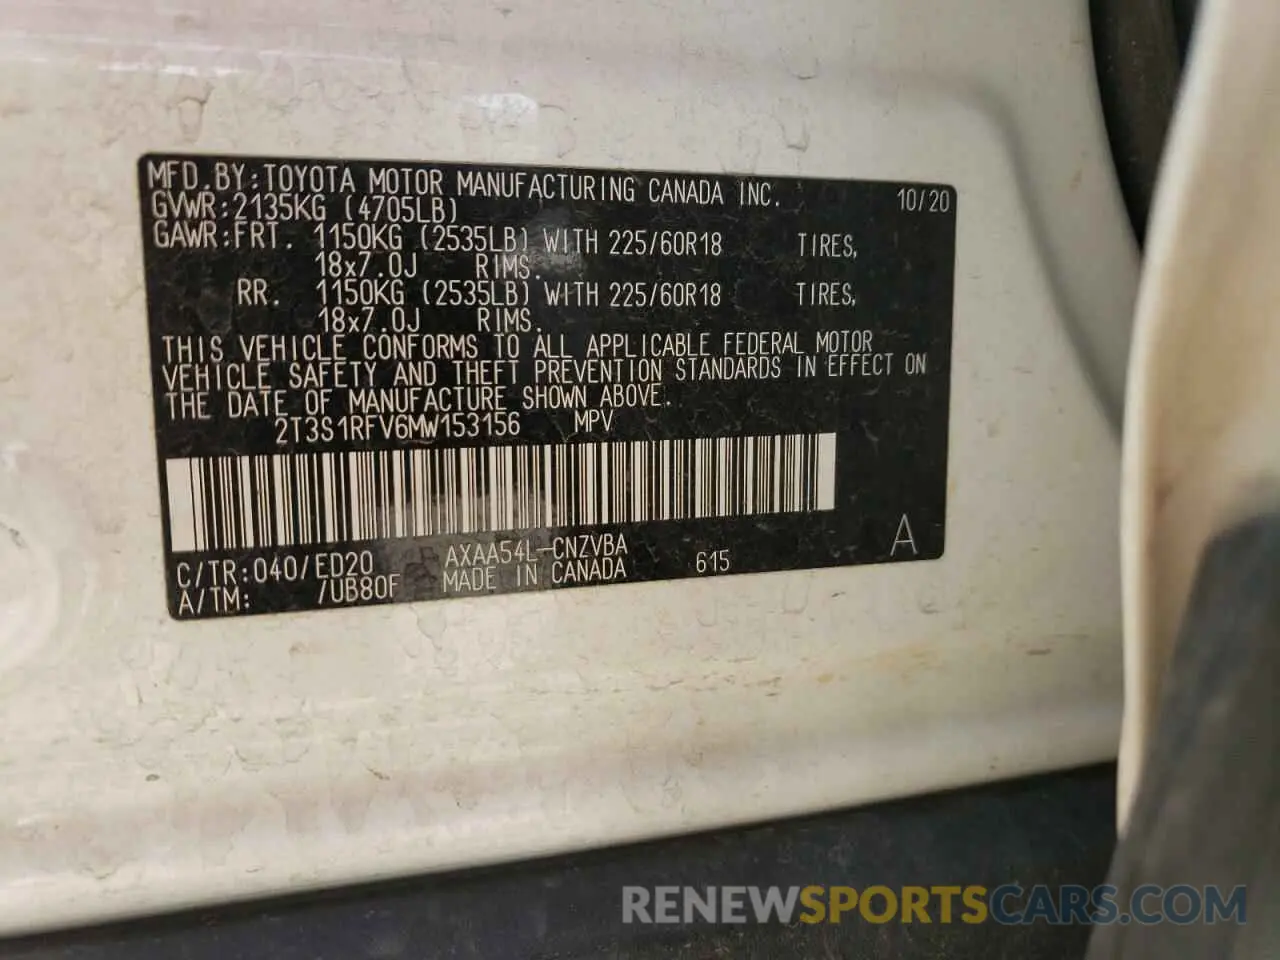 MFD.BY:TOYOTA MOTOR MANUFACTURING CANADA INC. 10/20
GVWR:2135KG (4705LB)
GAWR:FRT. 1150KG (2535LB) WITH 225/60R18 TIRES,
18x7.0J RIMS.
RR. 1150KG (2535LB) WITH 225/60R18 TIRES,
18x7.0J RIMS.
THIS VEHICLE CONFORMS TO ALL APPLICABLE FEDERAL MOTOR
VEHICLE SAFETY AND THEFT PREVENTION STANDARDS IN EFFECT ON
THE DATE OF MANUFACTURE SHOWN ABOVE.
2T3S1RFV6MW153156 MPV
C/TR:040/ED20 AXAA54L-CNZVBA 615 A
A/TM: /UB80F MADE IN CANADA
RENEWSPORTSCARS.COM